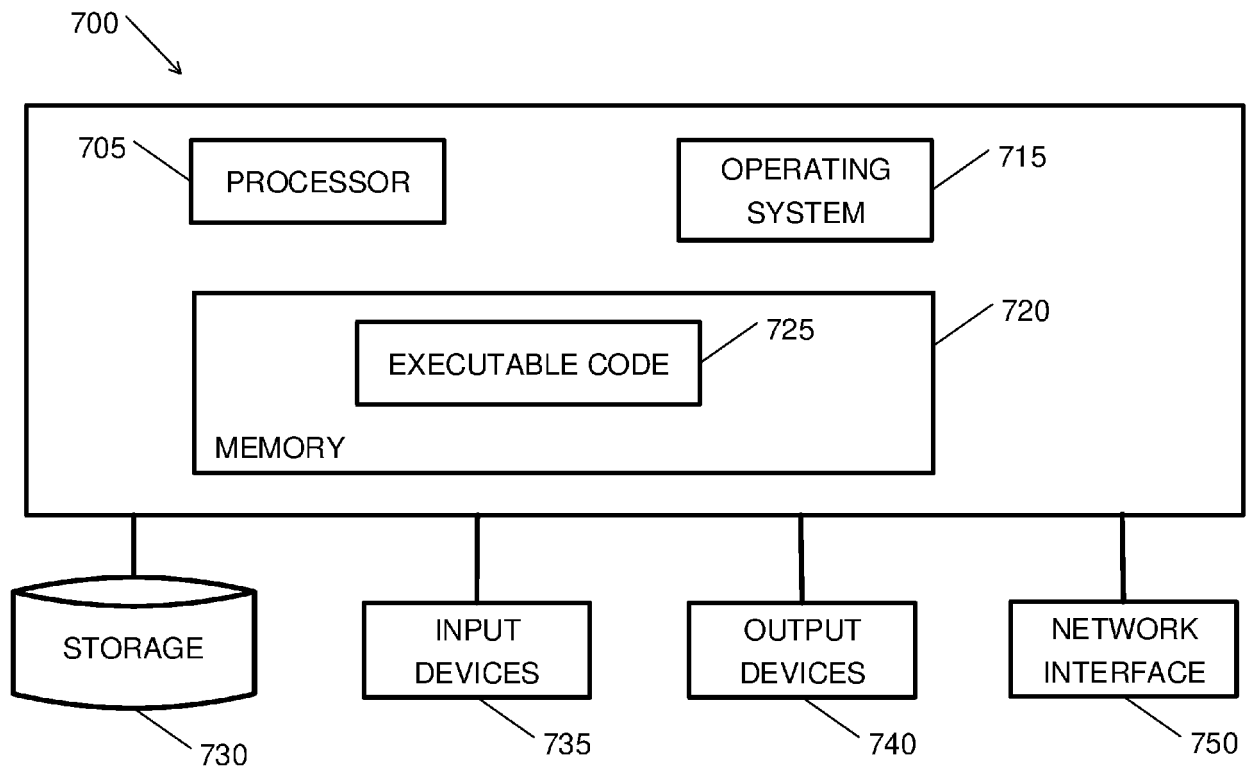 700
705
PROCESSOR
OPERATING
SYSTEM
715
720
725
EXECUTABLE CODE
MEMORY
STORAGE
INPUT
DEVICES
OUTPUT
DEVICES
NETWORK
INTERFACE
730
735
740
750